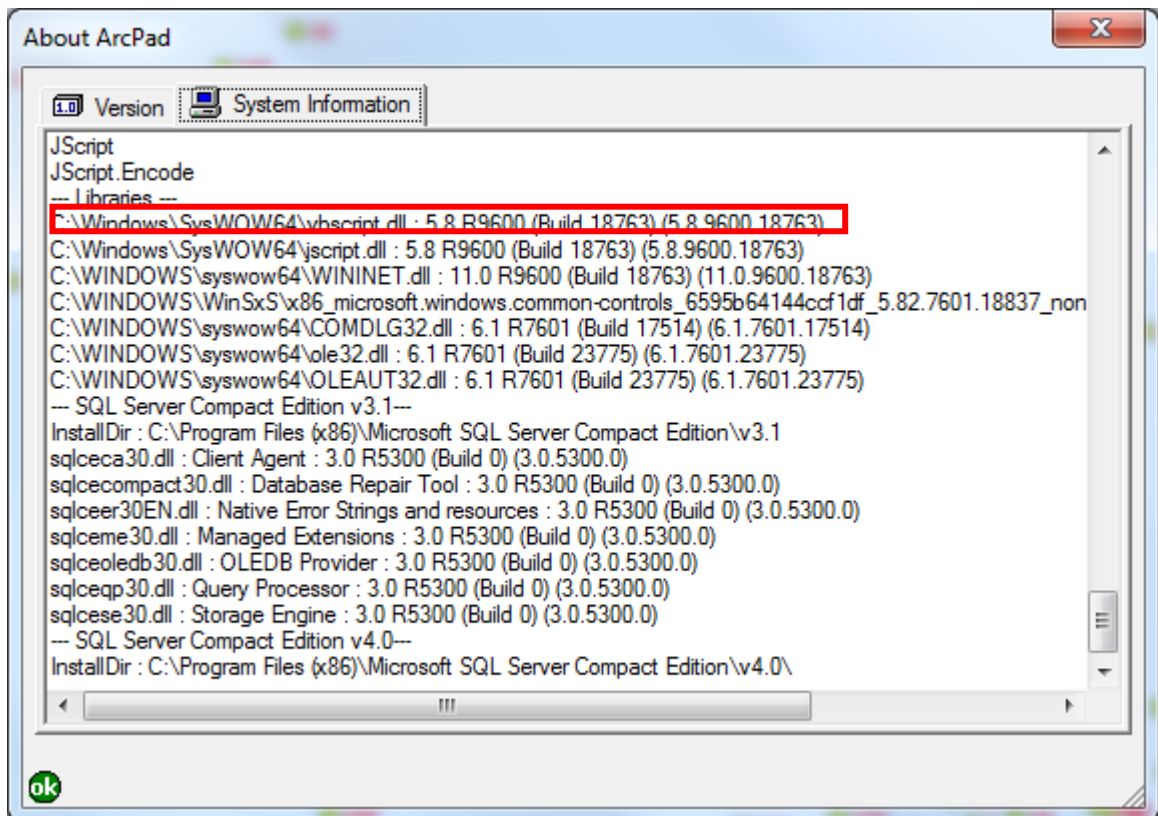 About ArcPad
Version
System Information
JScript
JScript.Encode
--- Libraries ---
C:\Windows\SysWOW64\vbscript.dll : 5.8 R9600 (Build 18763) (5.8.9600.18763)
C:\Windows\SysWOW64\jscript.dll : 5.8 R9600 (Build 18763) (5.8.9600.18763)
C:\WINDOWS\syswow64\WININET.dll : 11.0 R9600 (Build 18763) (11.0.9600.18763)
C:\WINDOWS\WinSxS\x86_microsoft.windows.common-controls_6595b64144ccf1df_5.82.7601.18837_non
C:\WINDOWS\syswow64\COMDLG32.dll : 6.1 R7601 (Build 17514) (6.1.7601.17514)
C:\WINDOWS\syswow64\ole32.dll : 6.1 R7601 (Build 23775) (6.1.7601.23775)
C:\WINDOWS\syswow64\OLEAUT32.dll : 6.1 R7601 (Build 23775) (6.1.7601.23775)
--- SQL Server Compact Edition v3.1---
InstallDir : C:\Program Files (x86)\Microsoft SQL Server Compact Edition\v3.1
sqlceca30.dll : Client Agent : 3.0 R5300 (Build 0) (3.0.5300.0)
sqlcecompact30.dll : Database Repair Tool : 3.0 R5300 (Build 0) (3.0.5300.0)
sqlceer30EN.dll : Native Error Strings and resources : 3.0 R5300 (Build 0) (3.0.5300.0)
sqlceme30.dll : Managed Extensions : 3.0 R5300 (Build 0) (3.0.5300.0)
sqlceoledb30.dll : OLEDB Provider : 3.0 R5300 (Build 0) (3.0.5300.0)
sqlceqp30.dll : Query Processor : 3.0 R5300 (Build 0) (3.0.5300.0)
sqlcese30.dll : Storage Engine : 3.0 R5300 (Build 0) (3.0.5300.0)
--- SQL Server Compact Edition v4.0---
InstallDir : C:\Program Files (x86)\Microsoft SQL Server Compact Edition\v4.0\
ok